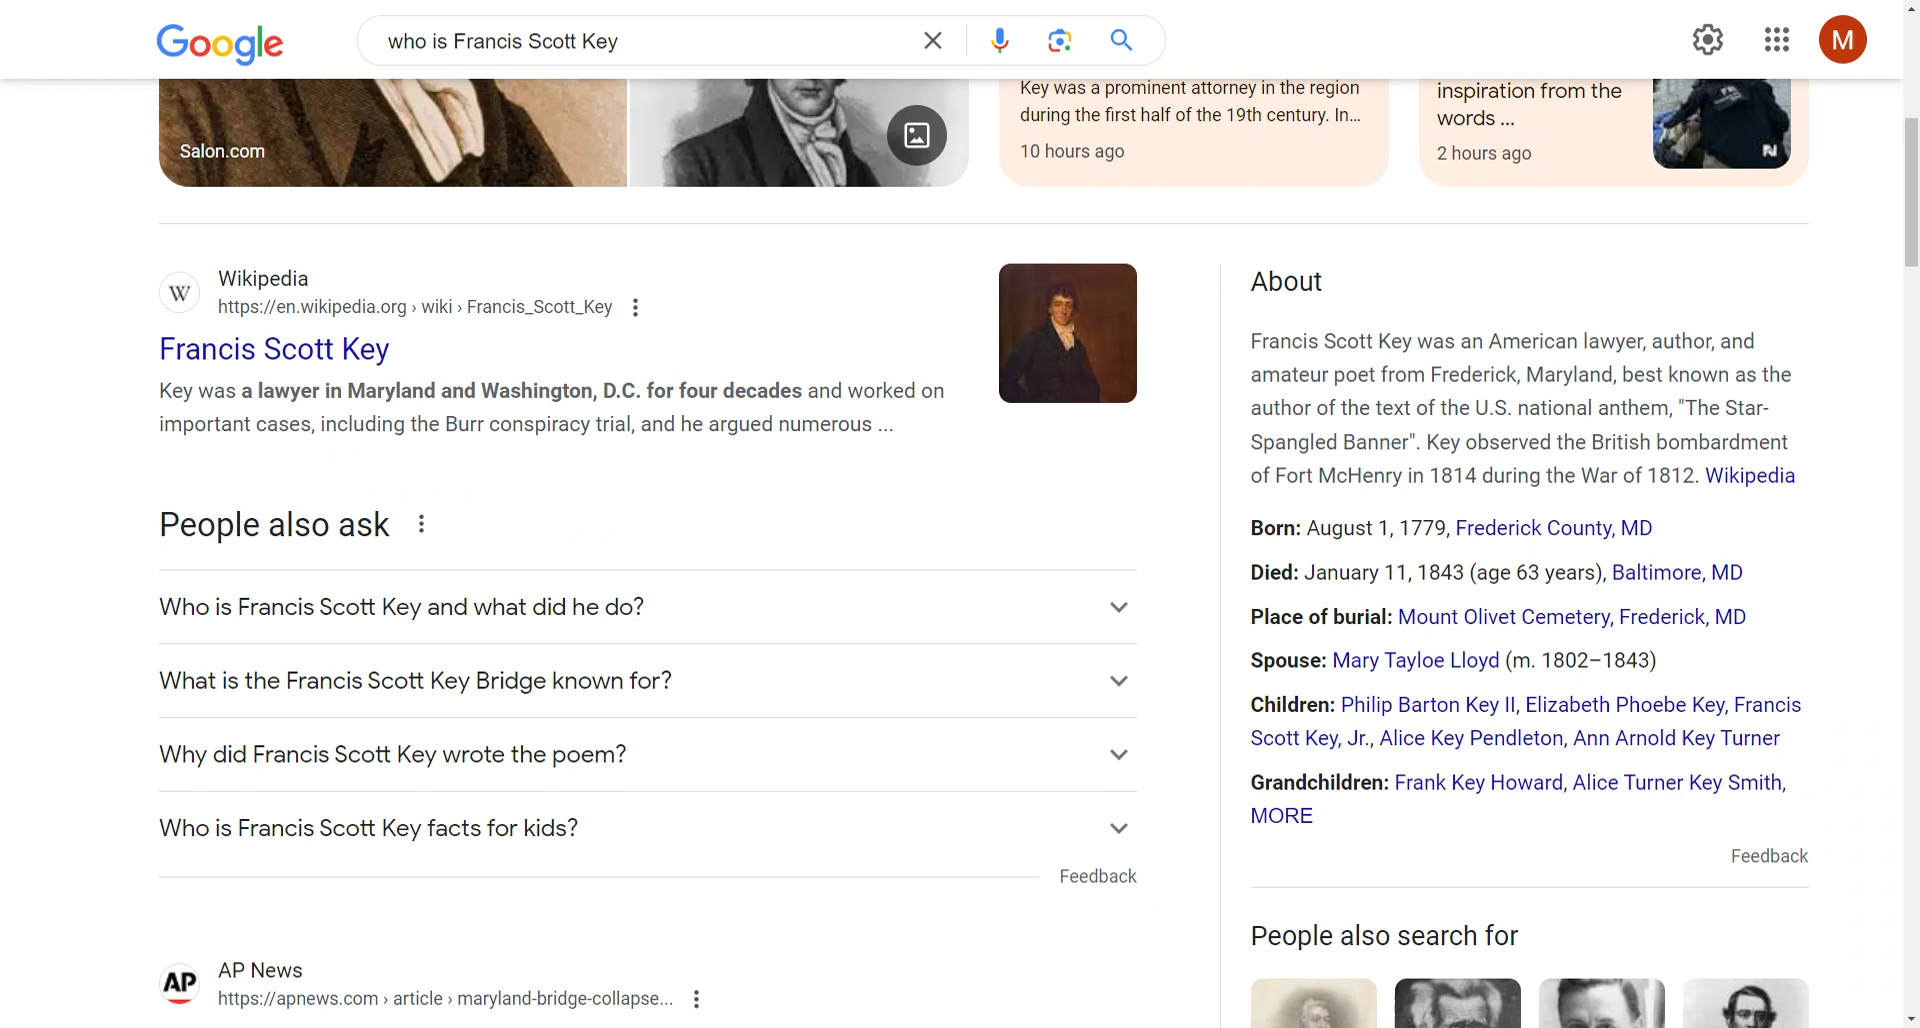 Google
who is Francis Scott Key
M
Salon.com
Key was a prominent attorney in the region
during the first half of the 19th century. In...
10 hours ago
inspiration from the
words ...
2 hours ago
N
W
Wikipedia
https://en.wikipedia.org › wiki › Francis_Scott_Key
Francis Scott Key
Key was a lawyer in Maryland and Washington, D.C. for four decades and worked on
important cases, including the Burr conspiracy trial, and he argued numerous ...
People also ask
Who is Francis Scott Key and what did he do?
What is the Francis Scott Key Bridge known for?
Why did Francis Scott Key wrote the poem?
Who is Francis Scott Key facts for kids?
Feedback
AP
AP News
https://apnews.com › article › maryland-bridge-collapse...
About
Francis Scott Key was an American lawyer, author, and
amateur poet from Frederick, Maryland, best known as the
author of the text of the U.S. national anthem, "The Star-
Spangled Banner". Key observed the British bombardment
of Fort McHenry in 1814 during the War of 1812. Wikipedia
Born: August 1, 1779, Frederick County, MD
Died: January 11, 1843 (age 63 years), Baltimore, MD
Place of burial: Mount Olivet Cemetery, Frederick, MD
Spouse: Mary Tayloe Lloyd (m. 1802–1843)
Children: Philip Barton Key II, Elizabeth Phoebe Key, Francis
Scott Key, Jr., Alice Key Pendleton, Ann Arnold Key Turner
Grandchildren: Frank Key Howard, Alice Turner Key Smith,
MORE
Feedback
People also search for